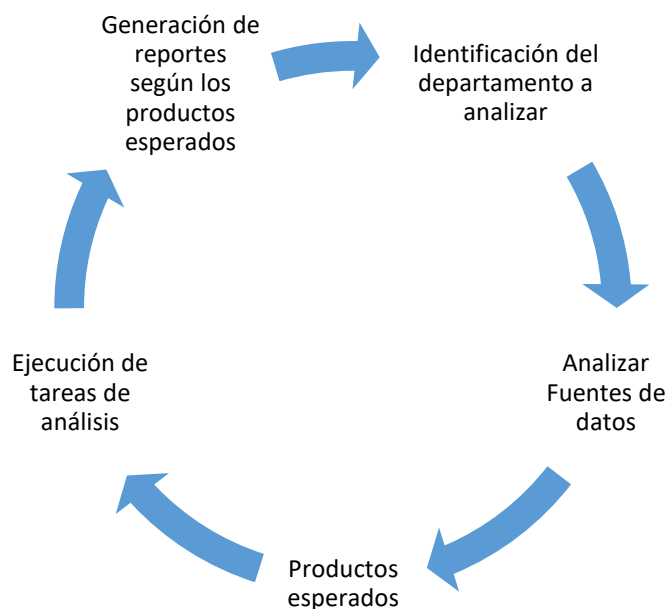 Generación de
reportes
según los
productos
esperados
Identificación del
departamento a
analizar
Analizar
Fuentes de
datos
Productos
esperados
Ejecución de
tareas de
análisis